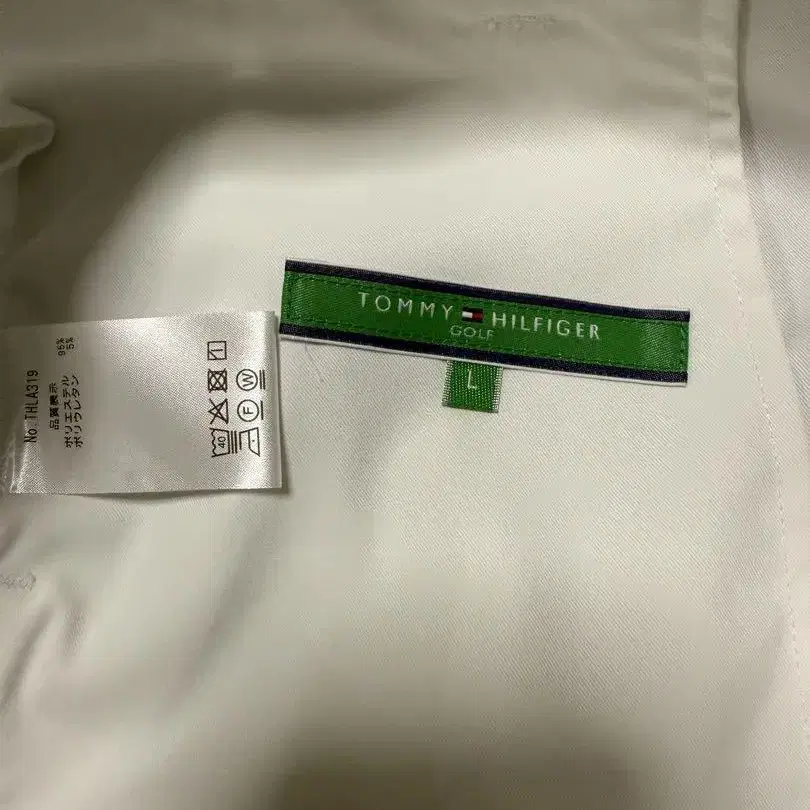 TOMMY HILFIGER
GOLF
L
No.THLA319
品質表示
ポリエステル 95%
ポリウレタン 5%
40
F W